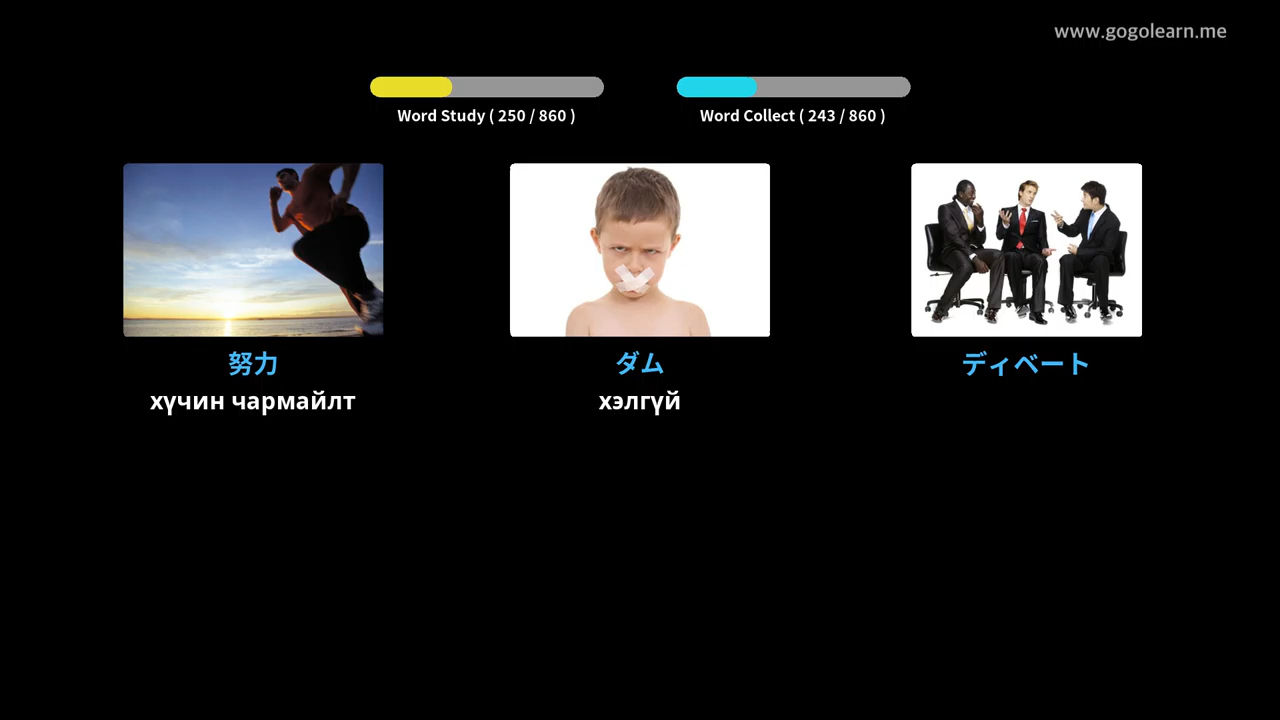 www.gogolearn.me
Word Study ( 250 / 860 )
Word Collect ( 243 / 860 )
努力
ダム
ディベート
хүчин чармайлт
хэлгүй